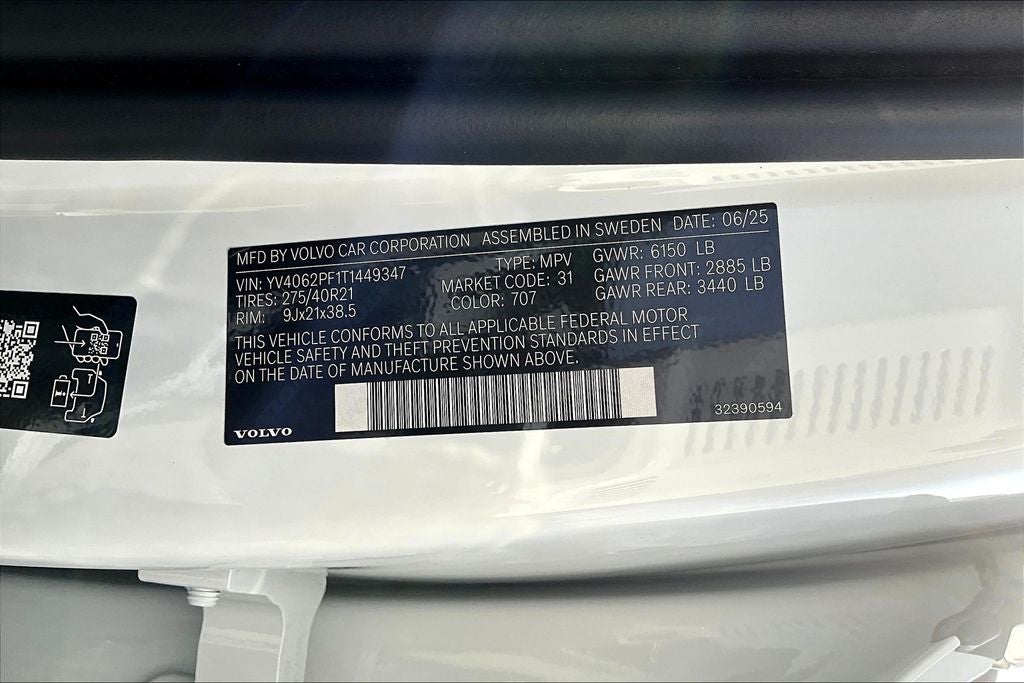 MFD BY VOLVO CAR CORPORATION ASSEMBLED IN SWEDEN DATE: 06/25
VIN: YV4062PF1T1449347 TYPE: MPV GVWR: 6150 LB
TIRES: 275/40R21 MARKET CODE: 31 GAWR FRONT: 2885 LB
RIM: 9Jx21x38.5 COLOR: 707 GAWR REAR: 3440 LB
THIS VEHICLE CONFORMS TO ALL APPLICABLE FEDERAL MOTOR
VEHICLE SAFETY AND THEFT PREVENTION STANDARDS IN EFFECT
ON THE DATE OF MANUFACTURE SHOWN ABOVE.
VOLVO 32390594